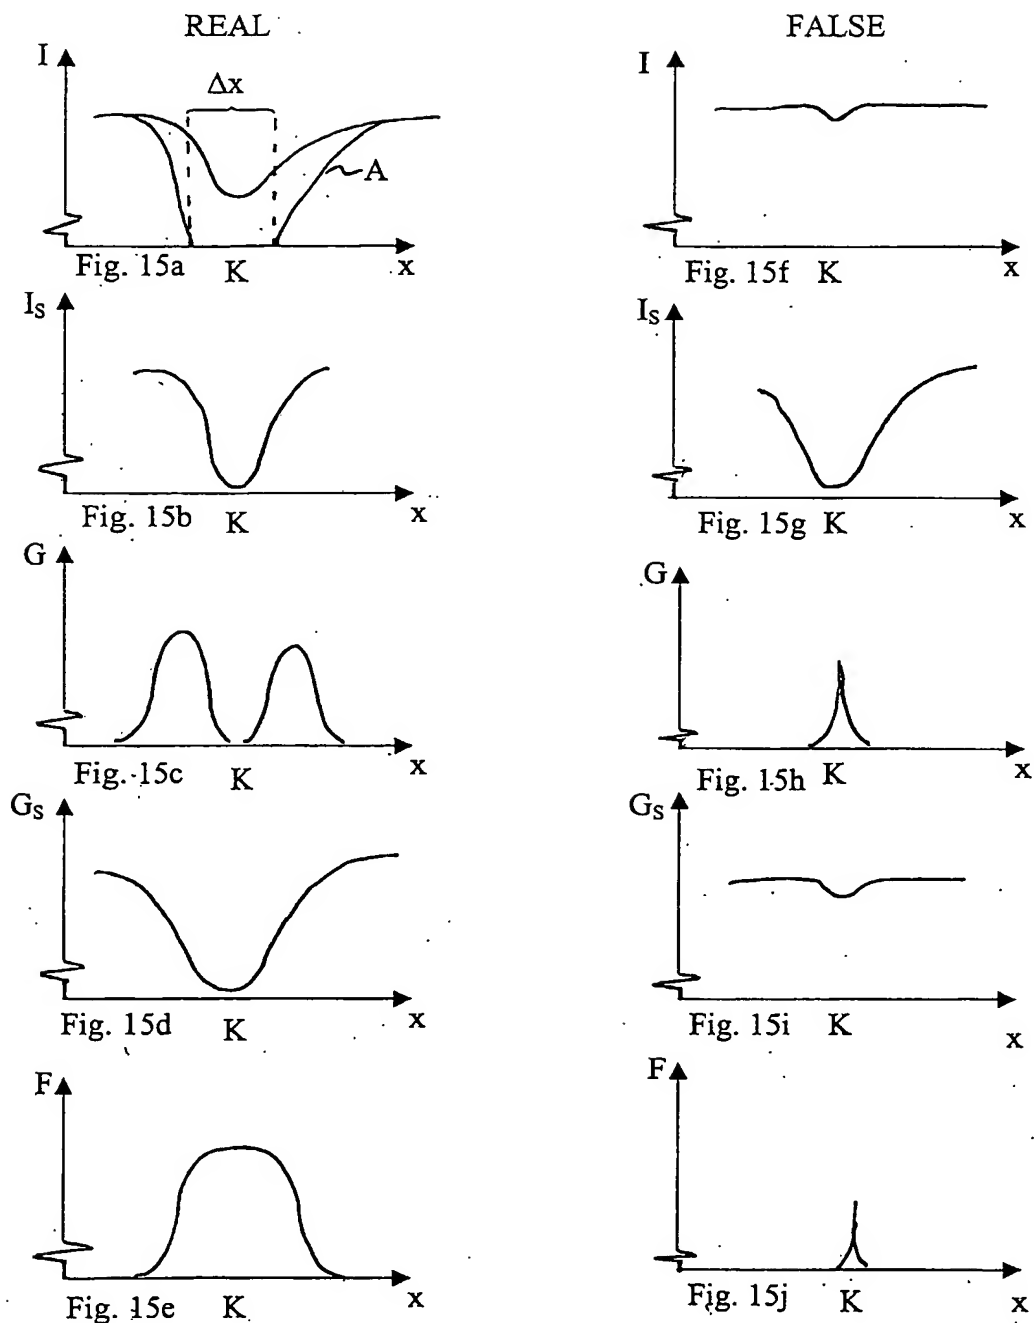 REAL
FALSE
I
Δx
A
Fig. 15a
K
x
I
Fig. 15f
K
x
Is
Fig. 15b
K
x
Is
Fig. 15g
K
x
G
Fig. 15c
K
x
G
Fig. 15h
K
x
Gs
Fig. 15d
K
x
Gs
Fig. 15i
K
x
F
Fig. 15e
K
x
F
Fig. 15j
K
x